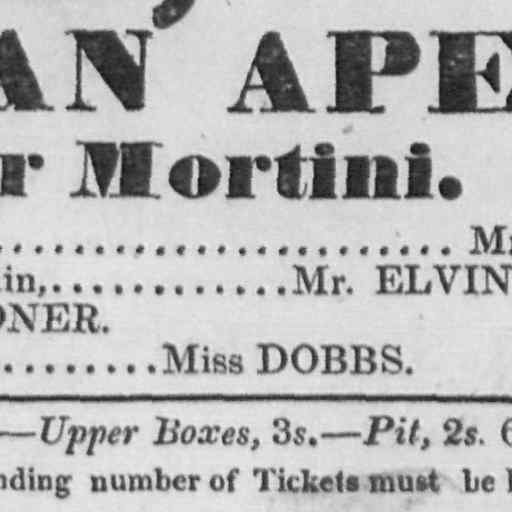 AN APE
r Mortini.
........................Mr
in,............Mr. ELVIN
ONER.
........Miss DOBBS.
—Upper Boxes, 3s.—Pit, 2s. 6
nding number of Tickets must be